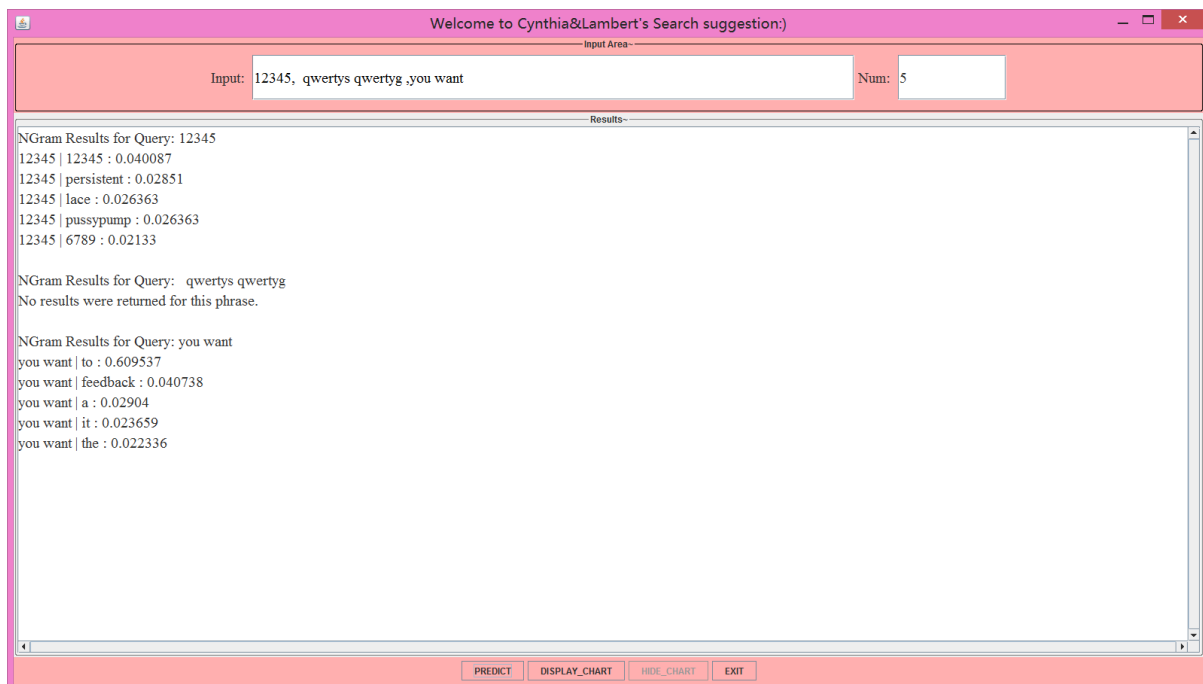 Welcome to Cynthia&Lambert's Search suggestion:)
Input Area~
Input: 12345,  qwertys qwertyg ,you want Num: 5
Results~
NGram Results for Query: 12345
12345 | 12345 : 0.040087
12345 | persistent : 0.02851
12345 | lace : 0.026363
12345 | pussypump : 0.026363
12345 | 6789 : 0.02133
NGram Results for Query:   qwertys qwertyg
No results were returned for this phrase.
NGram Results for Query: you want
you want | to : 0.609537
you want | feedback : 0.040738
you want | a : 0.02904
you want | it : 0.023659
you want | the : 0.022336
PREDICT DISPLAY_CHART HIDE_CHART EXIT